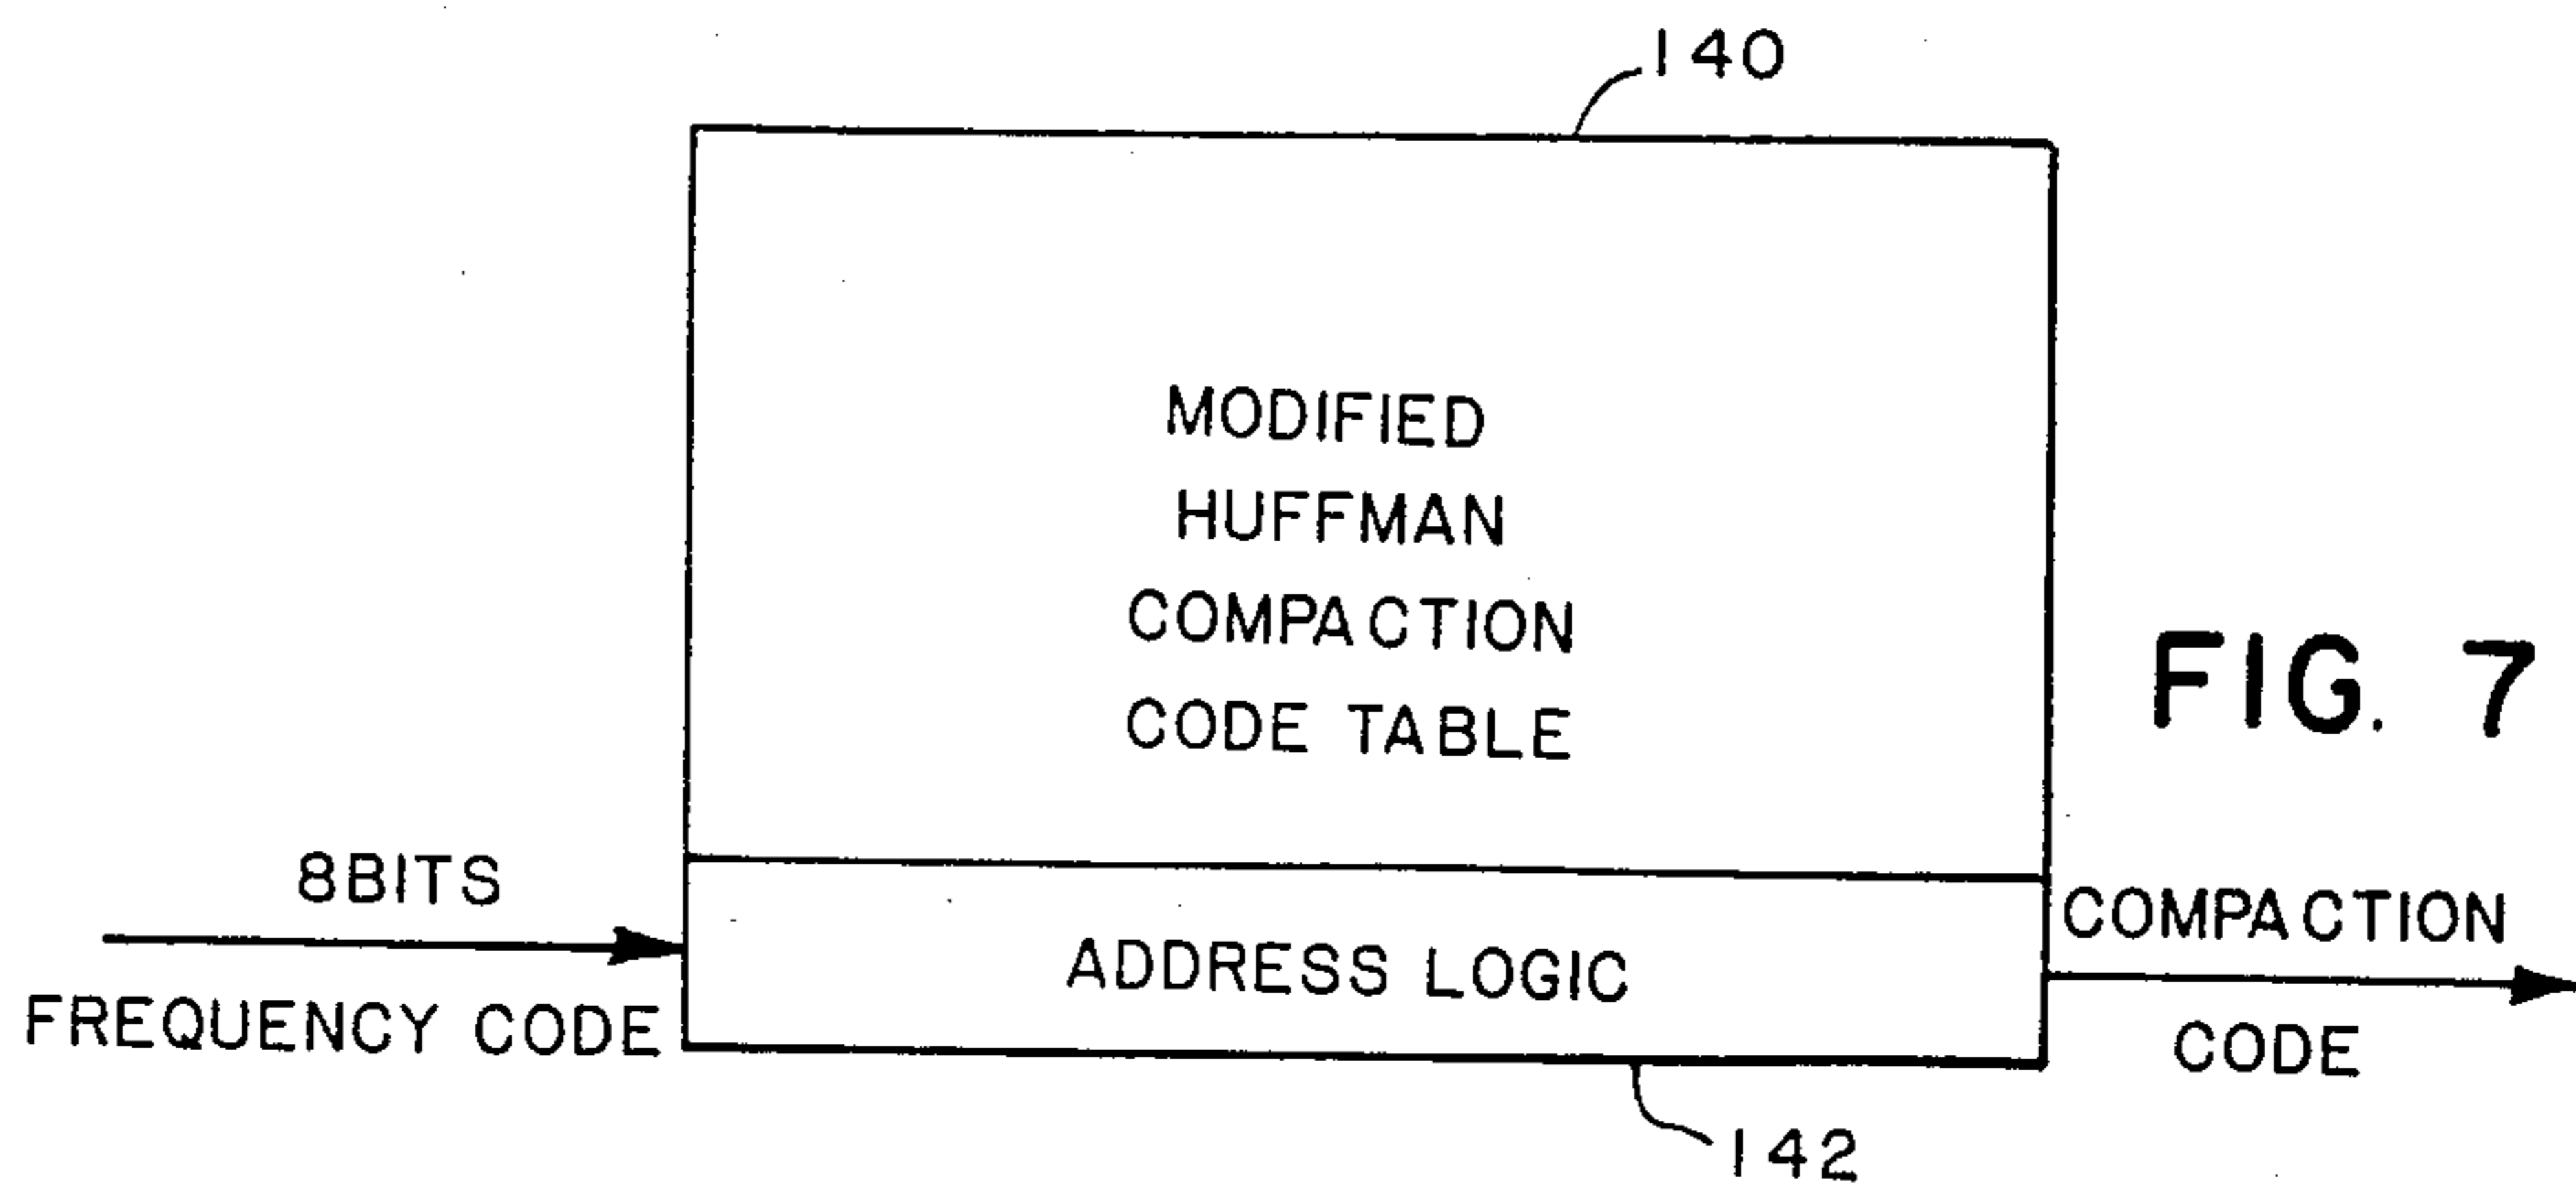 140
MODIFIED
HUFFMAN
COMPACTION
CODE TABLE
FIG. 7
8BITS
FREQUENCY CODE
ADDRESS LOGIC
COMPACTION
CODE
142